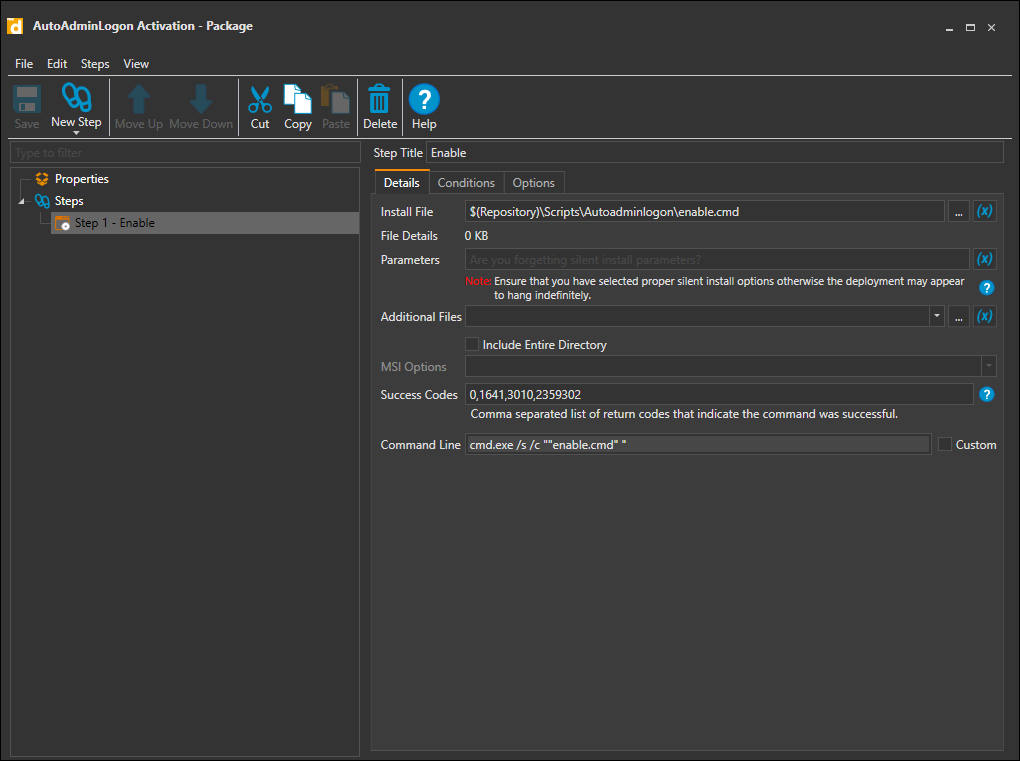 AutoAdminLogon Activation - Package
File Edit Steps View
Save New Step Move Up Move Down Cut Copy Paste Delete Help
Type to filter
Properties
Steps
Step 1 - Enable
Step Title Enable
Details Conditions Options
Install File $(Repository)\Scripts\Autoadminlogon\enable.cmd ... (x)
File Details 0 KB
Parameters Are you forgetting silent install parameters? (x)
Note: Ensure that you have selected proper silent install options otherwise the deployment may appear
to hang indefinitely. ?
Additional Files ... (x)
Include Entire Directory
MSI Options
Success Codes 0,1641,3010,2359302 ?
Comma separated list of return codes that indicate the command was successful.
Command Line cmd.exe /s /c ""enable.cmd" " Custom